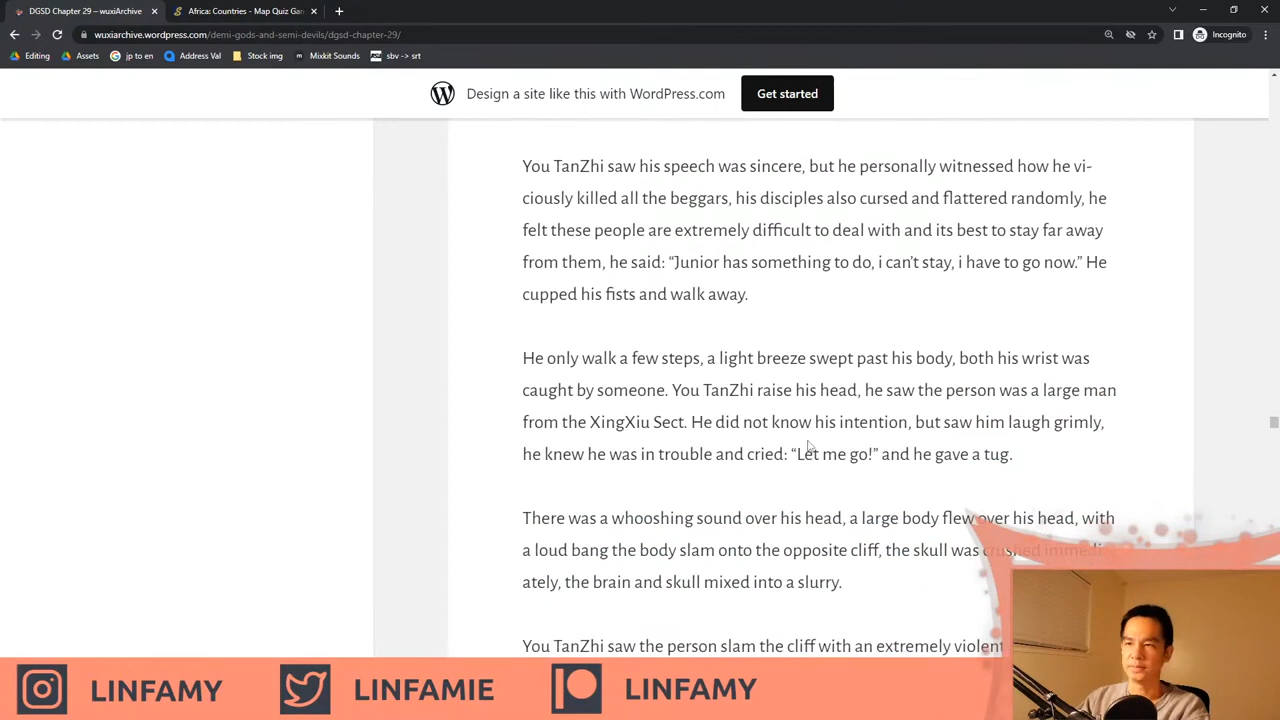 DGSD Chapter 29 – wuxiArchive
Africa: Countries - Map Quiz Gam
wuxiarchive.wordpress.com/demi-gods-and-semi-devils/dgsd-chapter-29/
Incognito
Editing
Assets
jp to en
Address Val
Stock img
Mixkit Sounds
sbv -> srt
Design a site like this with WordPress.com
Get started
You TanZhi saw his speech was sincere, but he personally witnessed how he vi-
ciously killed all the beggars, his disciples also cursed and flattered randomly, he
felt these people are extremely difficult to deal with and its best to stay far away
from them, he said: “Junior has something to do, i can’t stay, i have to go now.” He
cupped his fists and walk away.
He only walk a few steps, a light breeze swept past his body, both his wrist was
caught by someone. You TanZhi raise his head, he saw the person was a large man
from the XingXiu Sect. He did not know his intention, but saw him laugh grimly,
he knew he was in trouble and cried: “Let me go!” and he gave a tug.
There was a whooshing sound over his head, a large body flew over his head, with
a loud bang the body slam onto the opposite cliff, the skull was crushed immedi-
ately, the brain and skull mixed into a slurry.
You TanZhi saw the person slam the cliff with an extremely violent
LINFAMY
LINFAMIE
LINFAMY